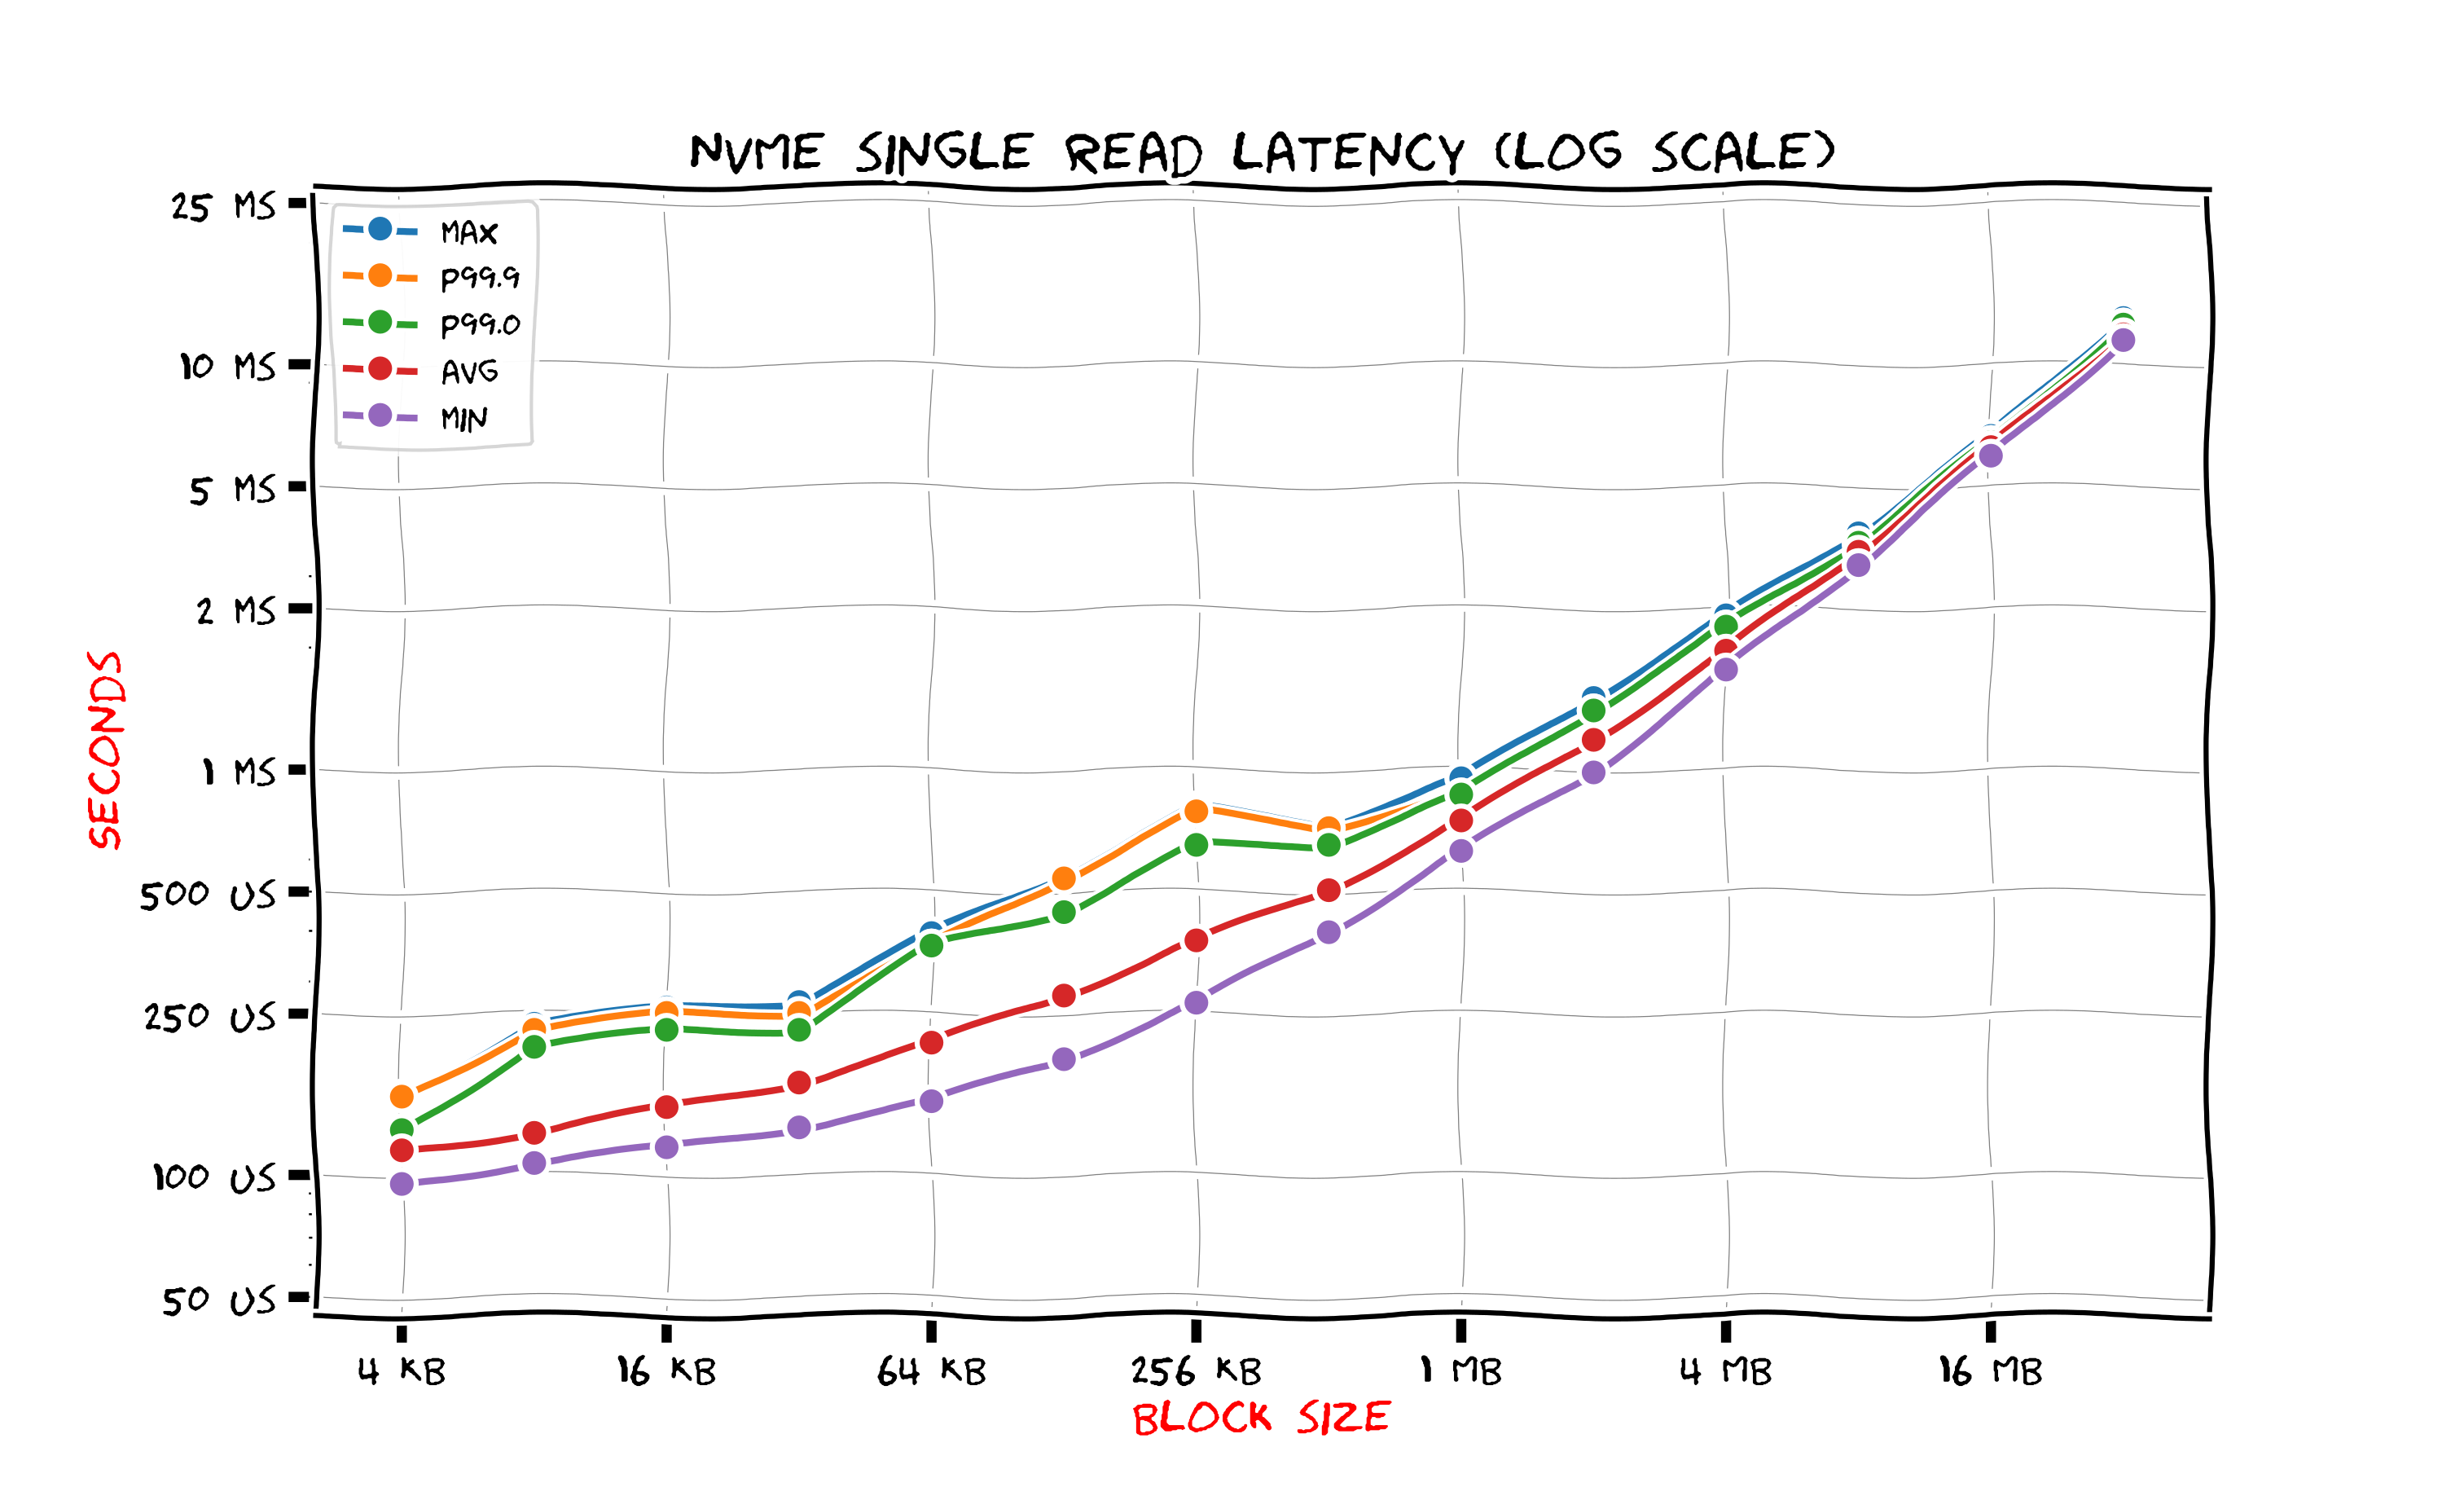 NVME SINGLE READ LATENCY (LOG SCALE)
25 MS
10 MS
5 MS
2 MS
1 MS
500 US
250 US
100 US
50 US
SECONDS
MAX
P99.9
P99.0
AVG
MIN
4 KB
16 KB
64 KB
256 KB
1 MB
4 MB
16 MB
BLOCK SIZE